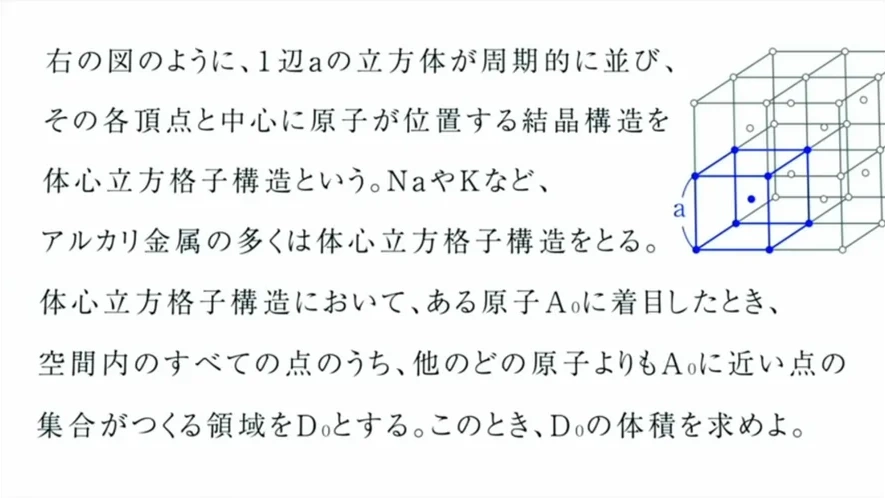 右の図のように、1辺aの立方体が周期的に並び、
その各頂点と中心に原子が位置する結晶構造を
体心立方格子構造という。NaやKなど、
a
アルカリ金属の多くは体心立方格子構造をとる。
体心立方格子構造において、ある原子A₀に着目したとき、
空間内のすべての点のうち、他のどの原子よりもA₀に近い点の
集合がつくる領域をD₀とする。このとき、D₀の体積を求めよ。